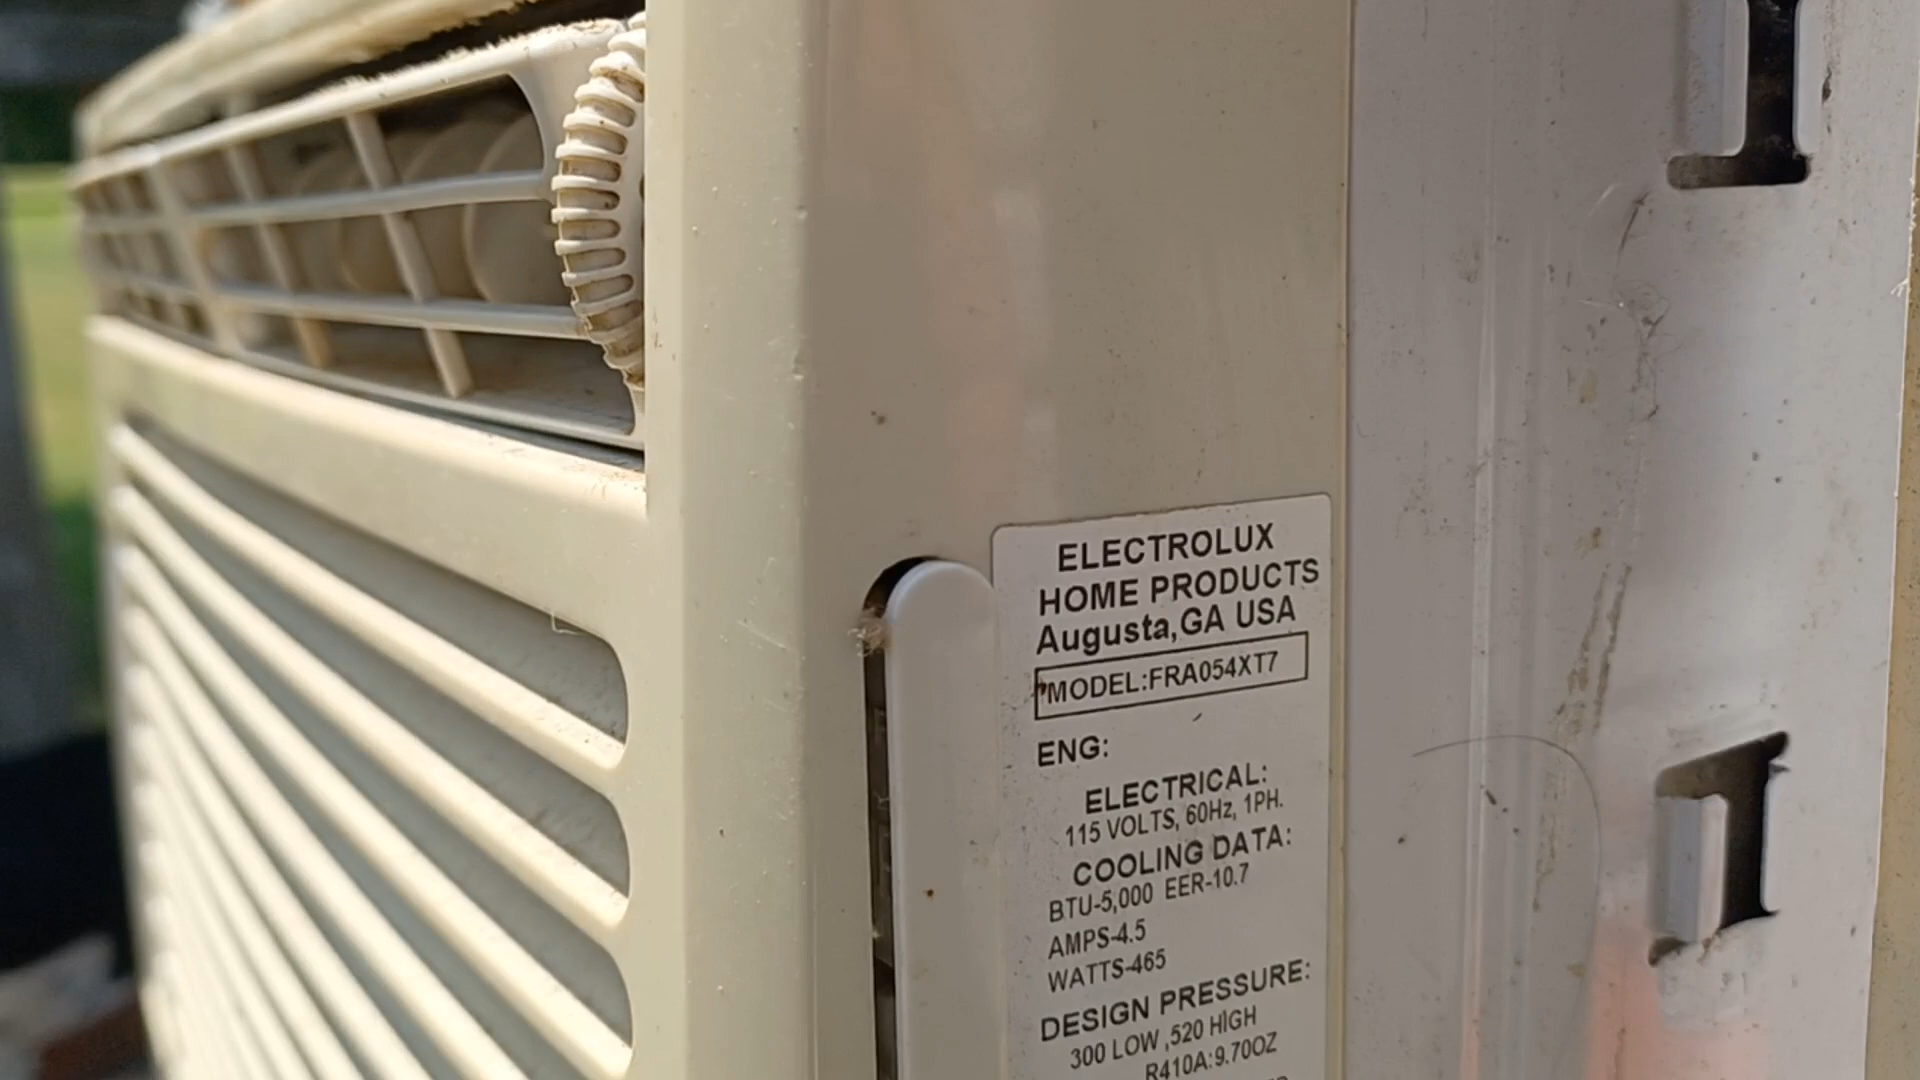 ELECTROLUX
HOME PRODUCTS
Augusta,GA USA
MODEL:FRA054XT7
ENG:
ELECTRICAL:
115 VOLTS, 60Hz, 1PH.
COOLING DATA:
BTU-5,000 EER-10.7
AMPS-4.5
WATTS-465
DESIGN PRESSURE:
300 LOW ,520 HIGH
R410A:9.70OZ